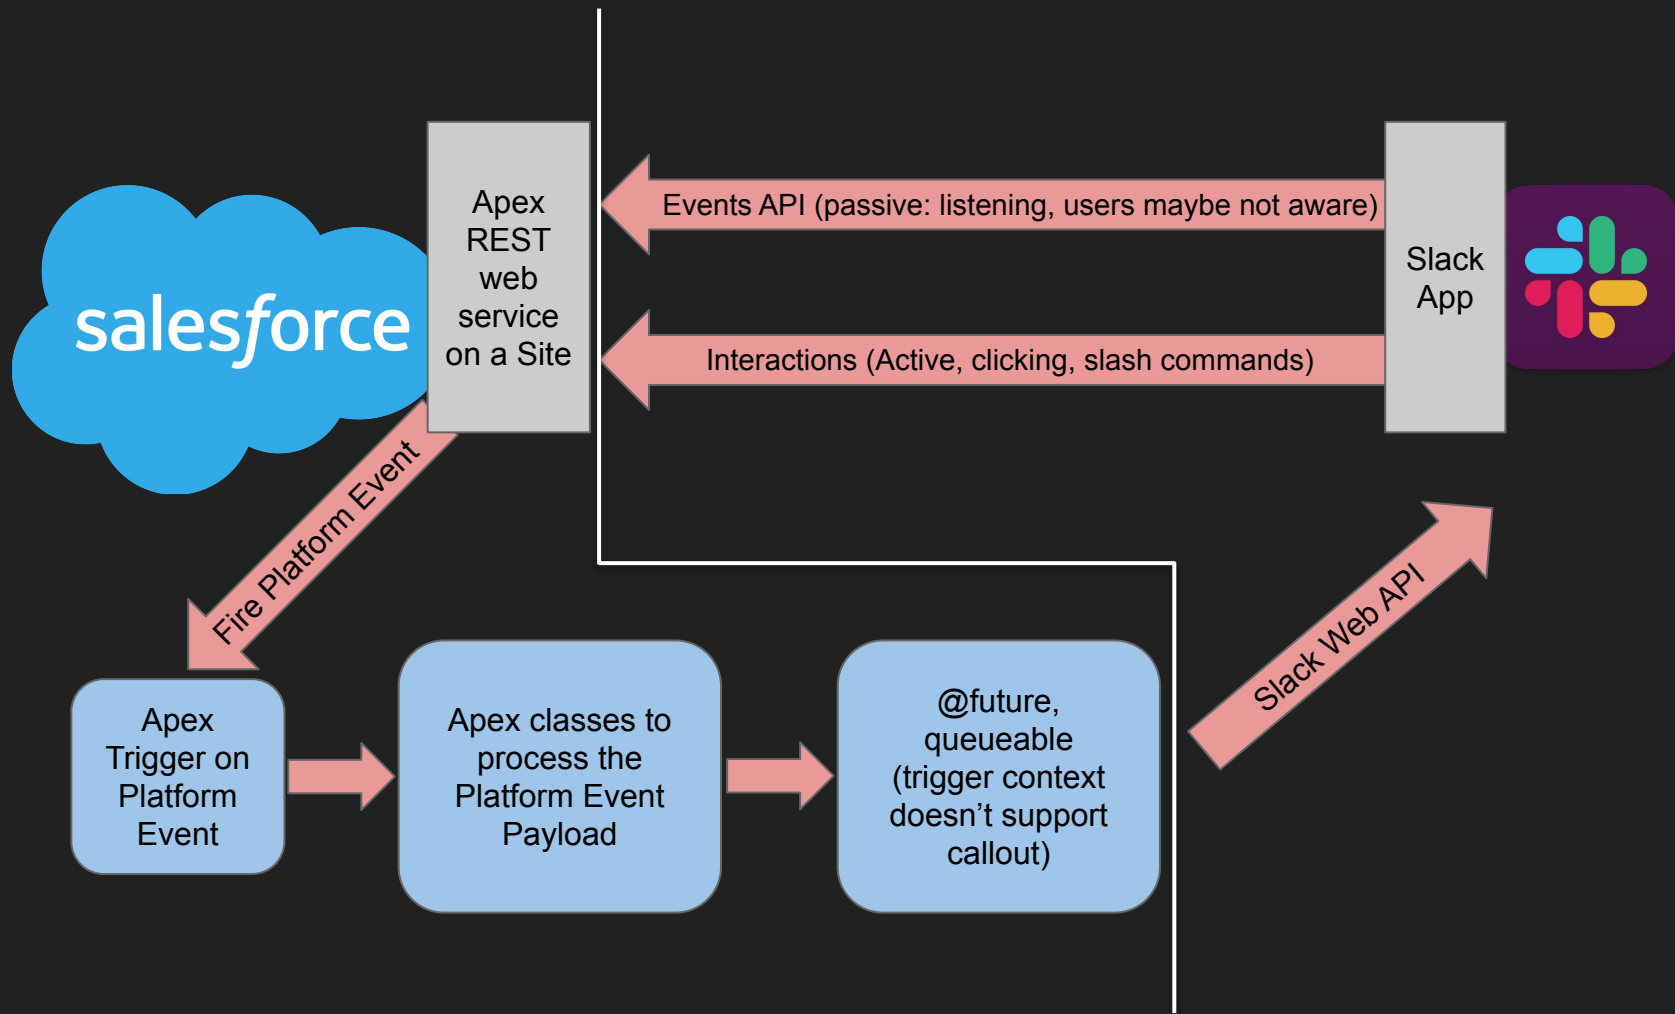 salesforce
Apex
REST
web
service
on a Site
Events API (passive: listening, users maybe not aware)
Interactions (Active, clicking, slash commands)
Slack
App
Fire Platform Event
Slack Web API
Apex
Trigger on
Platform
Event
Apex classes to
process the
Platform Event
Payload
@future,
queueable
(trigger context
doesn’t support
callout)